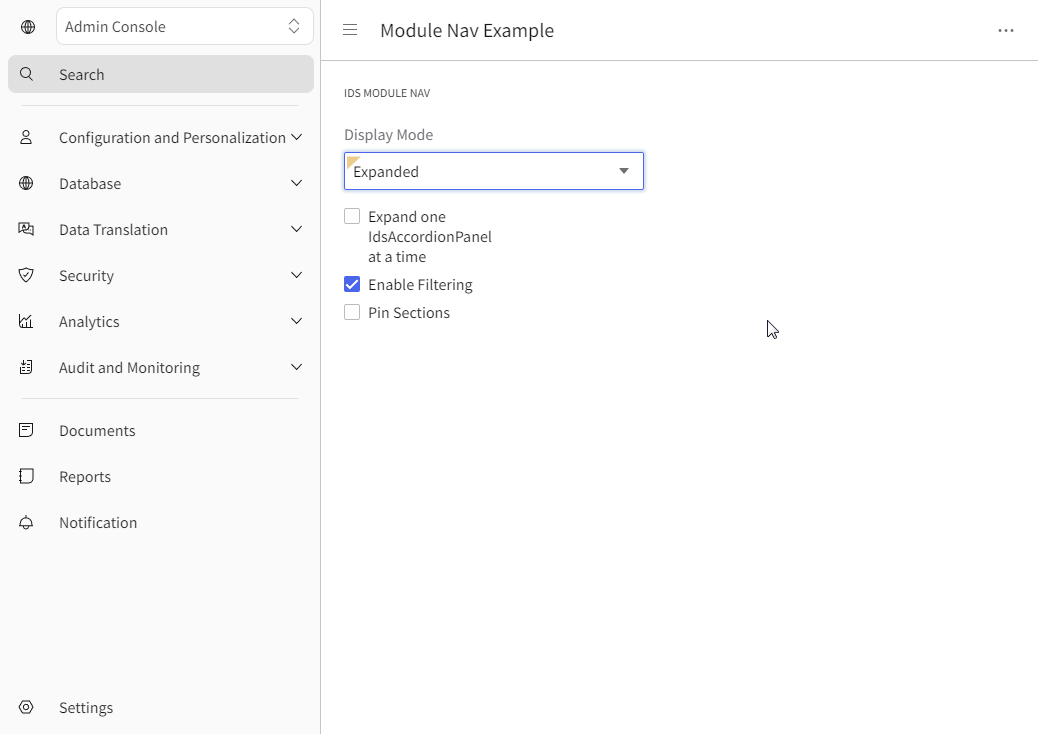 Admin Console
Module Nav Example
Search
IDS MODULE NAV
Configuration and Personalization
Display Mode
Database
Expanded
Data Translation
Expand one
IdsAccordionPanel
at a time
Security
Enable Filtering
Analytics
Pin Sections
Audit and Monitoring
Documents
Reports
Notification
Settings